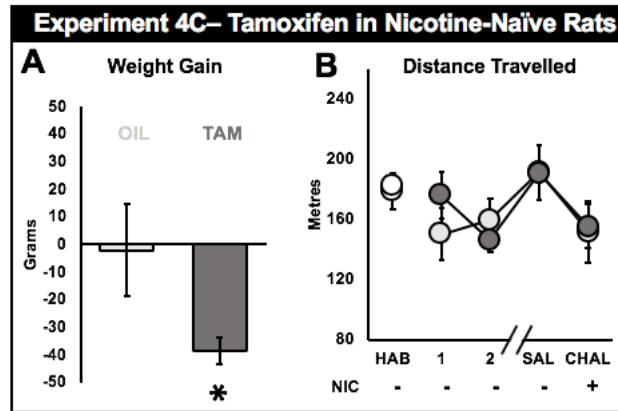 Experiment 4C– Tamoxifen in Nicotine-Naïve Rats
A
Weight Gain
Grams
50
40
30
20
10
0
-10
-20
-30
-40
-50
OIL TAM
*
B
Distance Travelled
Metres
240
200
160
120
80
HAB 1 2 SAL CHAL
NIC - - - - +